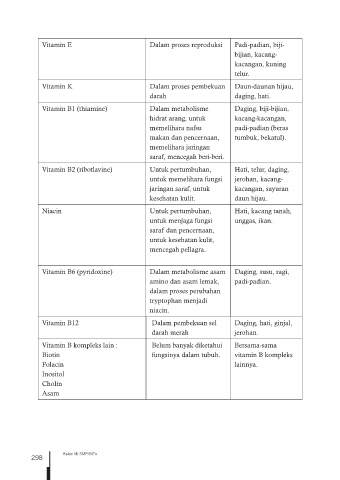 Vitamin E
Dalam proses reproduksi
Padi-padian, biji-
bijian, kacang-
kacangan, kuning
telur.
Vitamin K
Dalam proses pembekuan
darah
Daun-daunan hijau,
daging, hati.
Vitamin B1 (thiamine)
Dalam metabolisme
hidrat arang, untuk
memelihara nafsu
makan dan pencernaan,
memelihara jaringan
saraf, mencegah beri-beri.
Daging, biji-bijian,
kacang-kacangan,
padi-padian (beras
tumbuk, bekatul).
Vitamin B2 (ribotlavine)
Untuk pertumbuhan,
untuk memelihara fungsi
jaringan saraf, untuk
kesehatan kulit.
Hati, telur, daging,
jerohan, kacang-
kacangan, sayuran
daun hijau,
Niacin
Untuk pertumbuhan,
untuk menjaga fungsi
saraf dan pencernaan,
untuk kesehatan kulit,
mencegah pellagra.
Hati, kacang tanah,
unggas, ikan.
Vitamin B6 (pyridoxine)
Dalam metabolisme asam
amino dan asam lemak,
dalam proses perubahan
tryptophan menjadi
niacin.
Daging, susu, ragi,
padi-padian.
Vitamin B12
Dalam pembekuan sel
darah merah
Daging, hati, ginjal,
jerohan.
Vitamin B kompleks lain :
Biotin
Folacin
Inositol
Cholin
Asam
Belum banyak diketahui
fungsinya dalam tubuh.
Bersama-sama
vitamin B kompleks
lainnya.
298
Kelas VII SMP/MTs